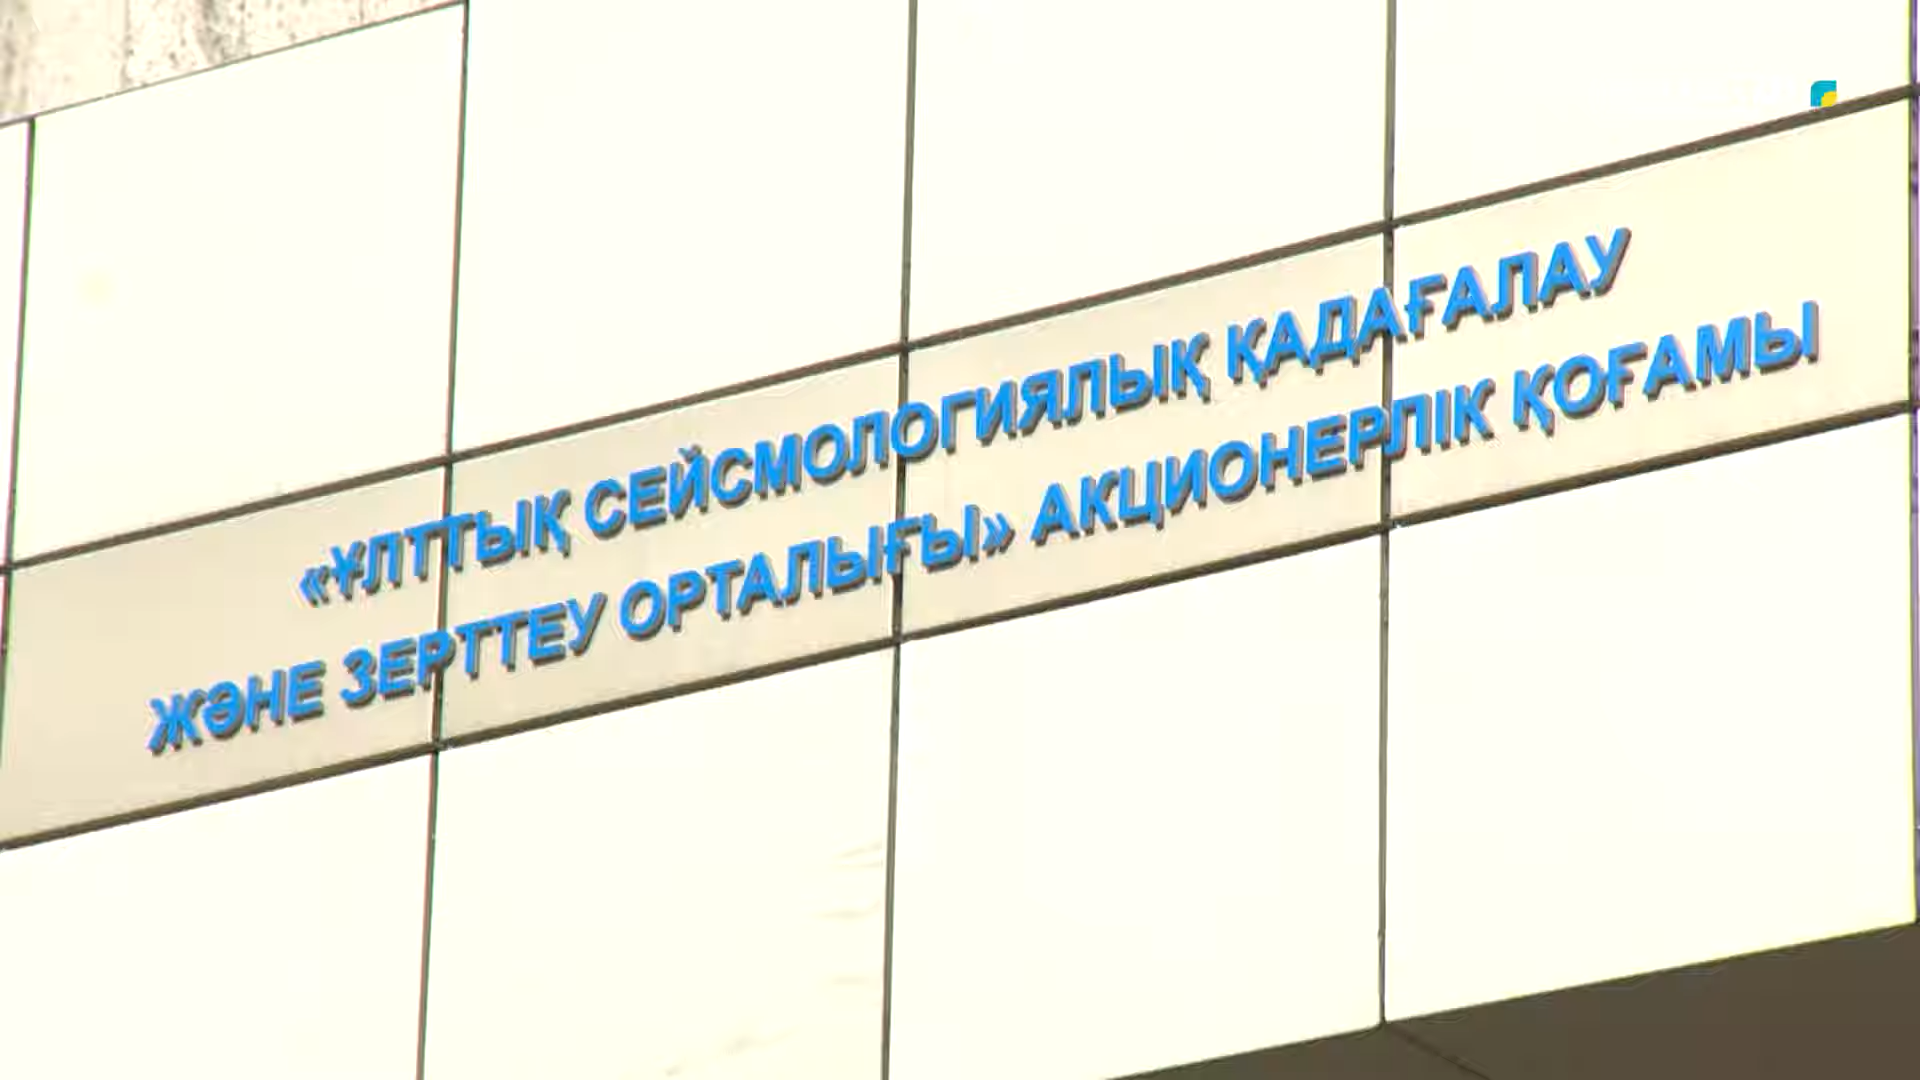 «ҰЛТТЫҚ СЕЙСМОЛОГИЯЛЫҚ ҚАДАҒАЛАУ
ЖӘНЕ ЗЕРТТЕУ ОРТАЛЫҒЫ» АКЦИОНЕРЛІК ҚОҒАМЫ